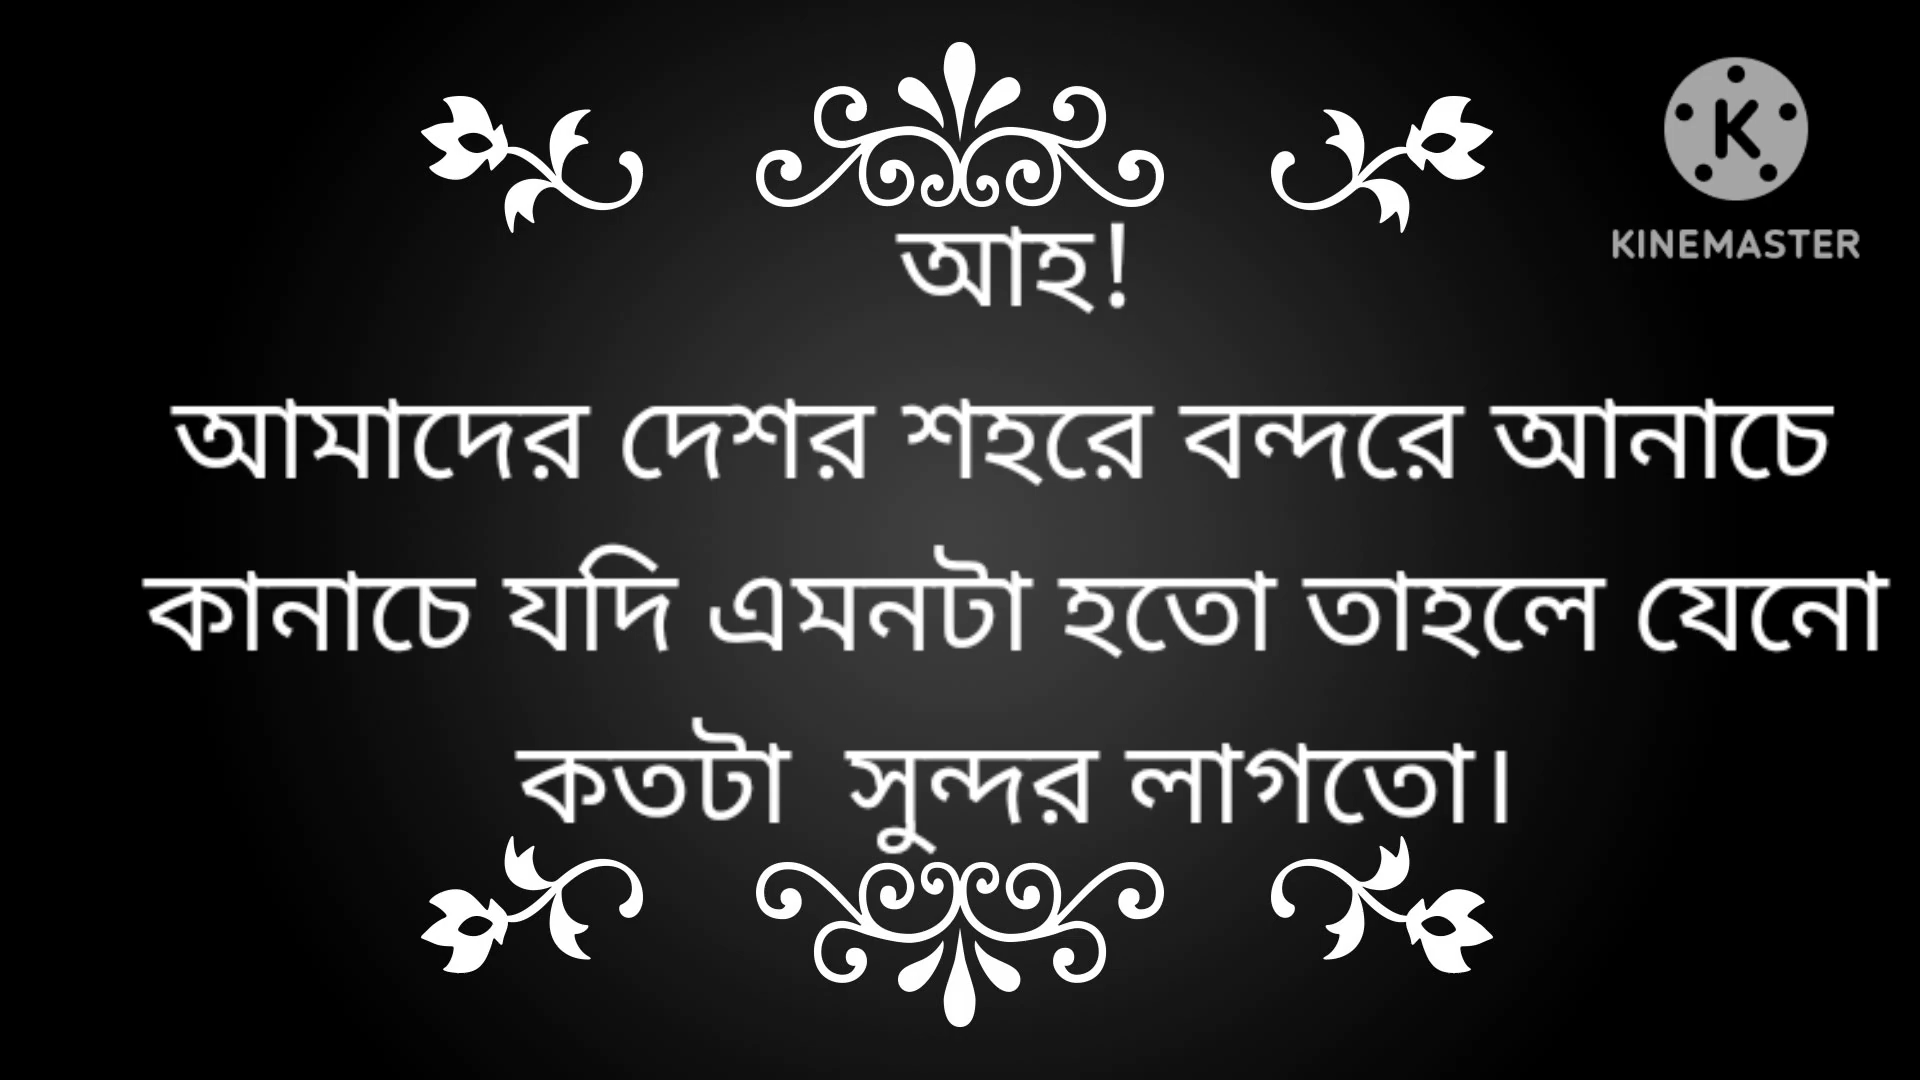 KINEMASTER
আহ!
আমাদের দেশর শহরে বন্দরে আনাচে
কানাচে যদি এমনটা হতো তাহলে যেনো
কতটা সুন্দর লাগতো।